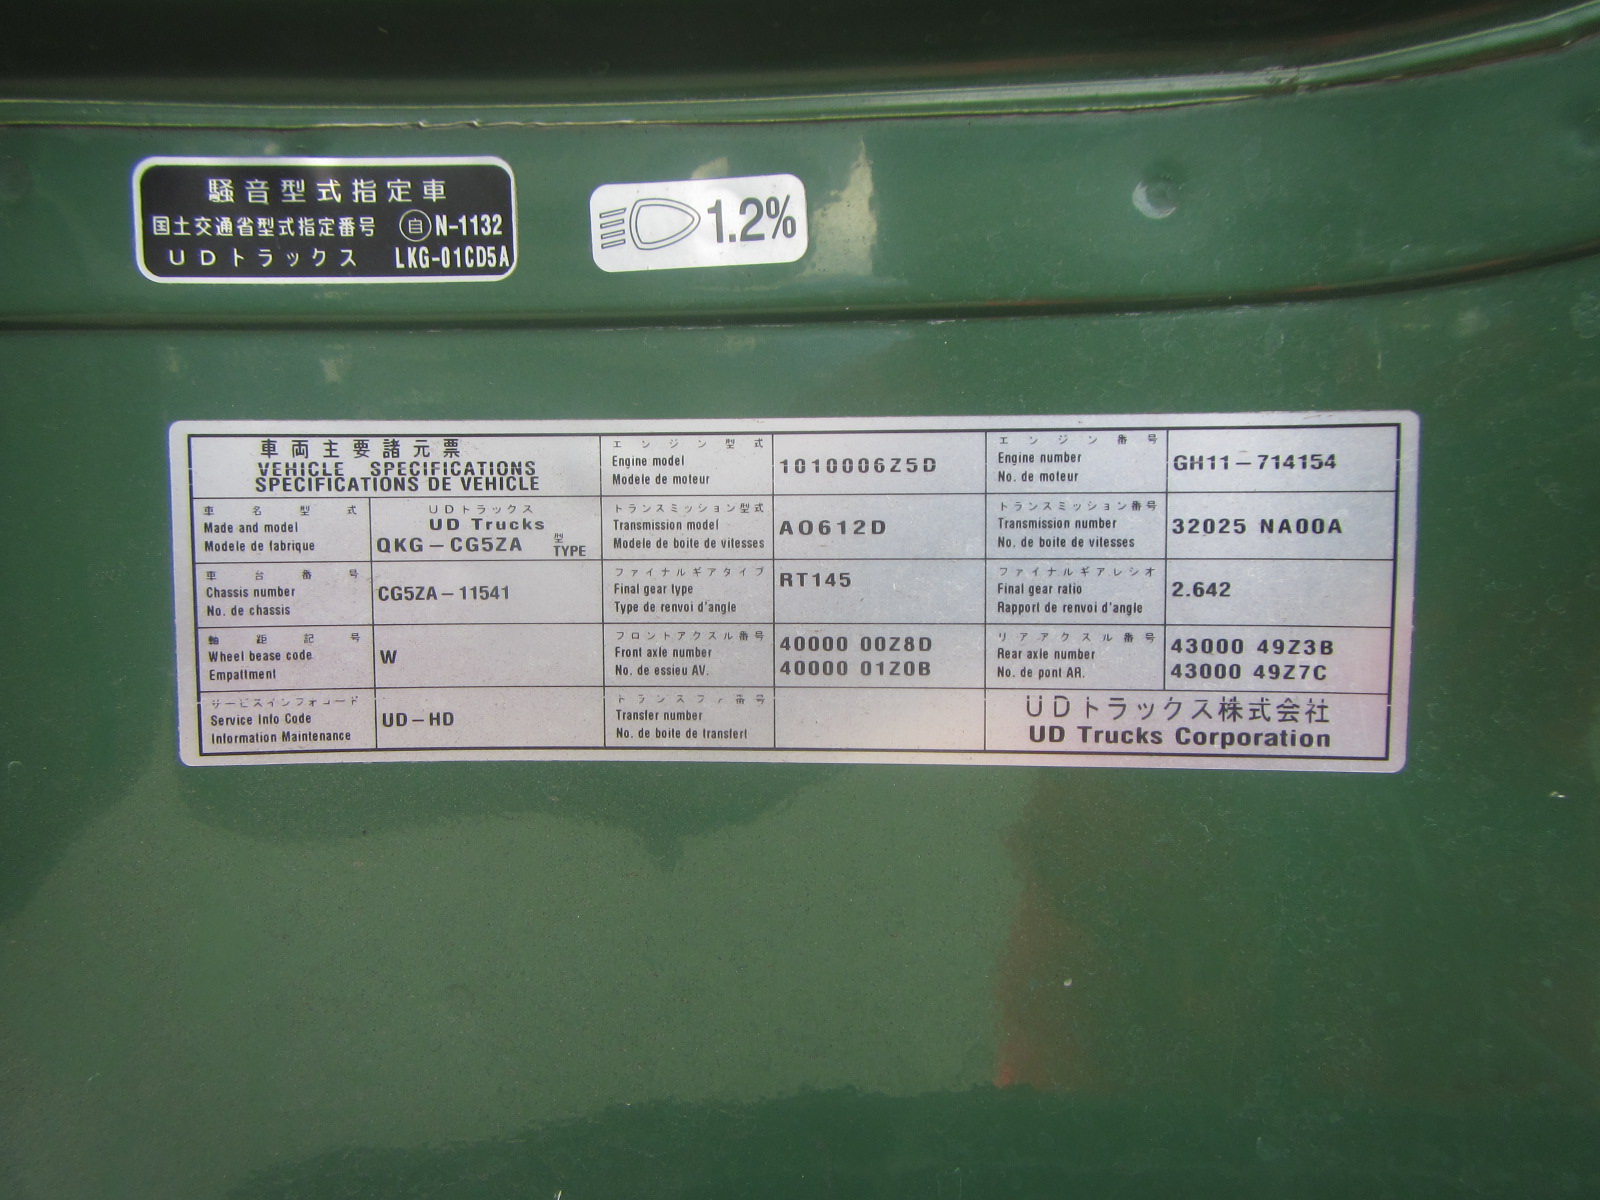 騒音型式指定車
国土交通省型式指定番号 自 N-1132
UDトラックス LKG-01CD5A
1.2%
車両主要諸元票
VEHICLE SPECIFICATIONS
SPECIFICATIONS DE VEHICLE
エンジン型式
Engine model
Modele de moteur
1010006Z5D
エンジン番号
Engine number
No. de moteur
GH11-714154
車名型式
Made and model
Modele de fabrique
UDトラックス
UD Trucks
QKG-CG5ZA 型 TYPE
トランスミッション型式
Transmission model
Modele de boite de vitesses
AO612D
トランスミッション番号
Transmission number
No. de boite de vitesses
32025 NA00A
車台番号
Chassis number
No. de chassis
CG5ZA-11541
ファイナルギアタイプ
Final gear type
Type de renvoi d'angle
RT145
ファイナルギアレシオ
Final gear ratio
Rapport de renvoi d'angle
2.642
軸距記号
Wheel bease code
Empattment
W
フロントアクスル番号
Front axle number
No. de essieu AV.
40000 00Z8D
40000 01Z0B
リアアクスル番号
Rear axle number
No. de pont AR.
43000 49Z3B
43000 49Z7C
サービスインフォコード
Service Info Code
Information Maintenance
UD-HD
トランスファ番号
Transfer number
No. de boite de transfert
UDトラックス株式会社
UD Trucks Corporation